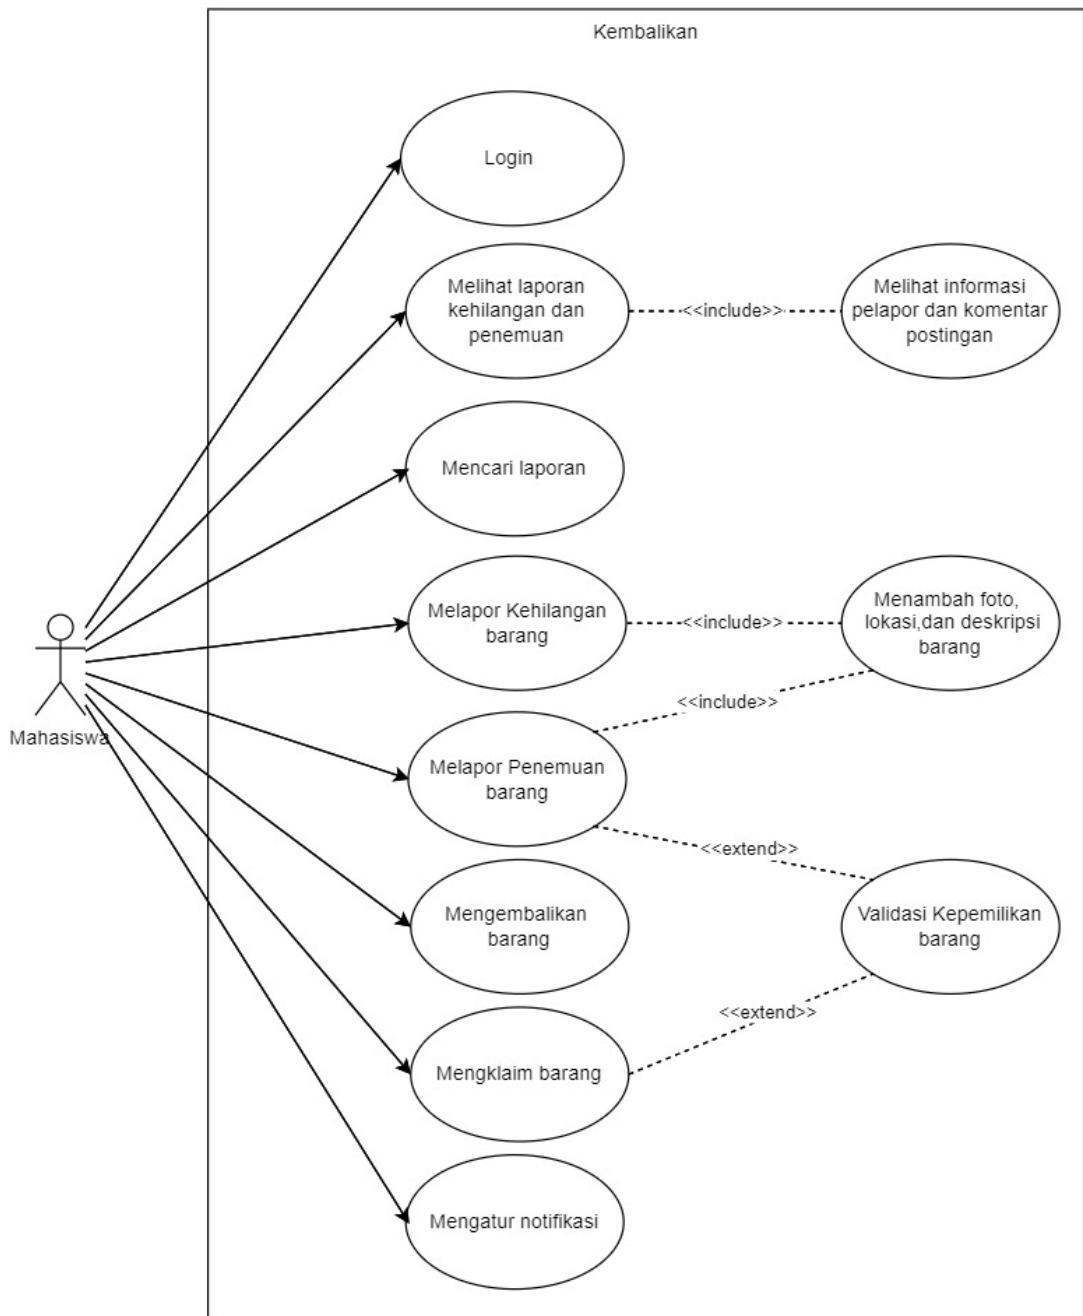 Kembalikan
Login
Melihat laporan
kehilangan dan
penemuan
<<include>>
Melihat informasi
pelapor dan komentar
postingan
Mencari laporan
Melapor Kehilangan
barang
<<include>>
Menambah foto,
lokasi,dan deskripsi
barang
<<include>>
Mahasiswa
Melapor Penemuan
barang
<<extend>>
Mengembalikan
barang
Validasi Kepemilikan
barang
<<extend>>
Mengklaim barang
Mengatur notifikasi